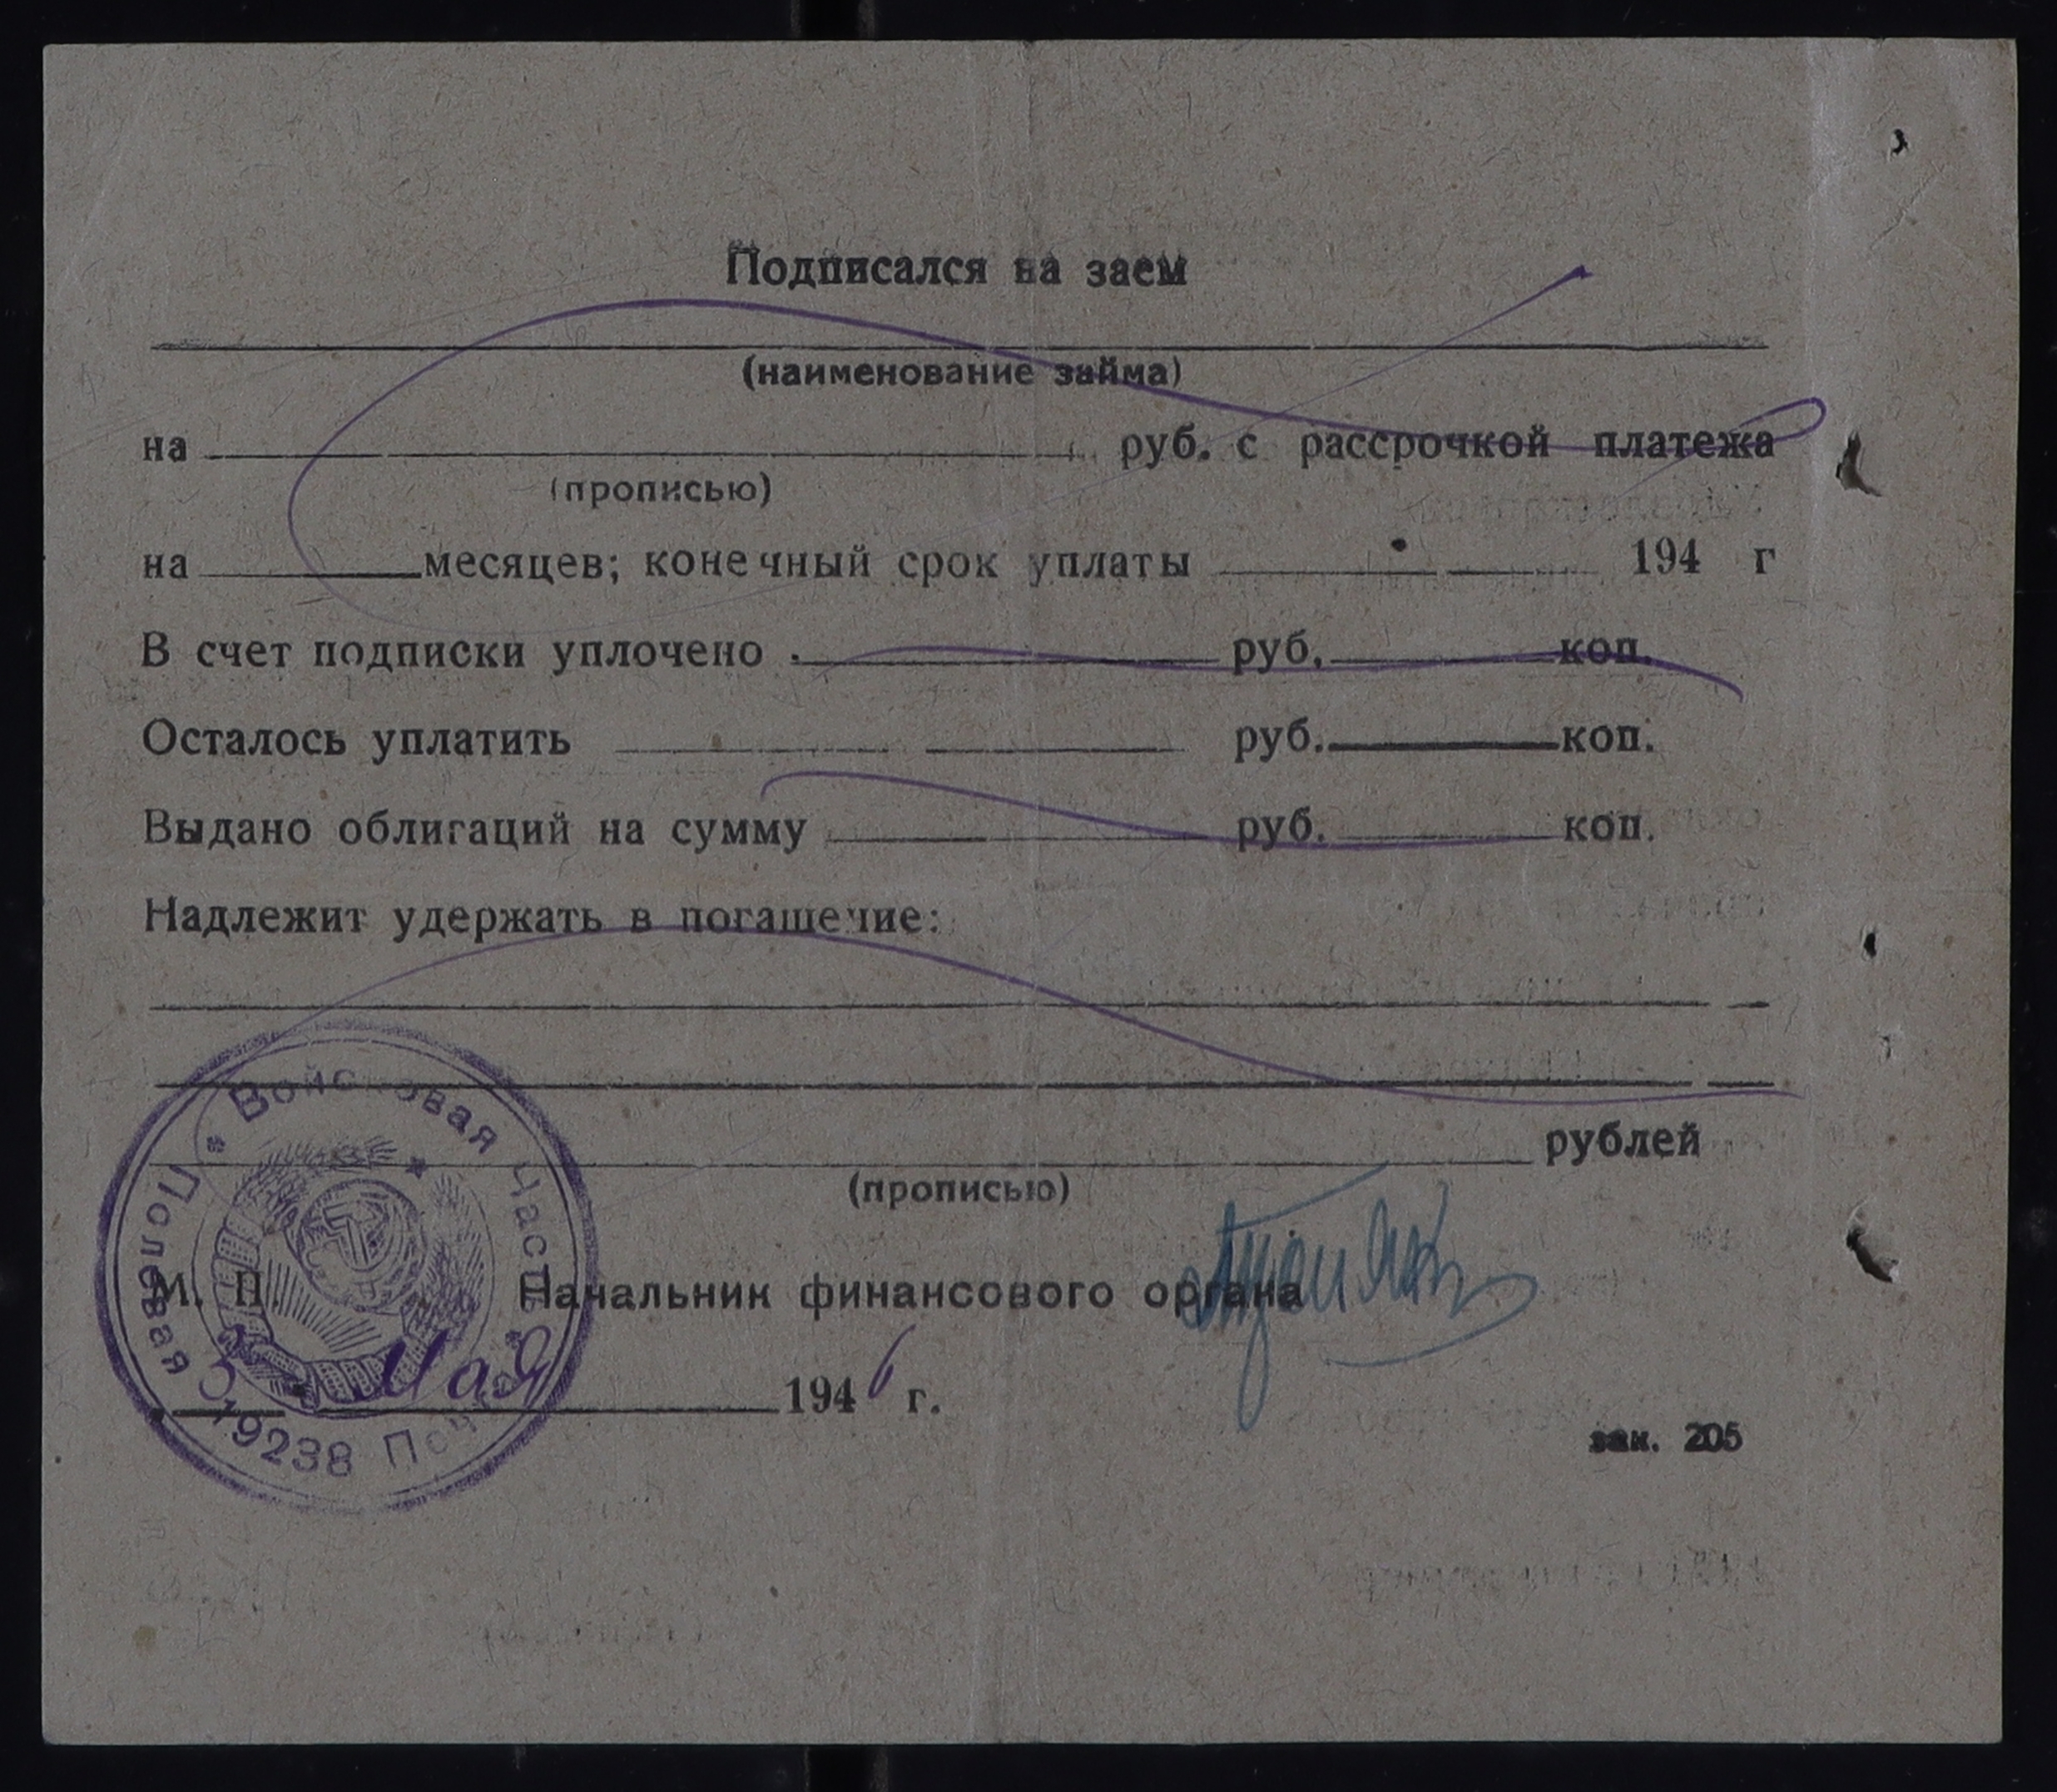 Подписался на заем
(наименование займа)
на руб. с рассрочкой платежа
(прописью)
на месяцев; конечный срок уплаты 194 г
В счет подписки уплочено руб. коп.
Осталось уплатить руб. коп.
Выдано облигаций на сумму руб. коп.
Надлежит удержать в погашение:
рублей
(прописью)
Полевая * Войсковая Часть *
19238
М. П. Начальник финансового органа
3 Мая 1946 г.
зак. 205